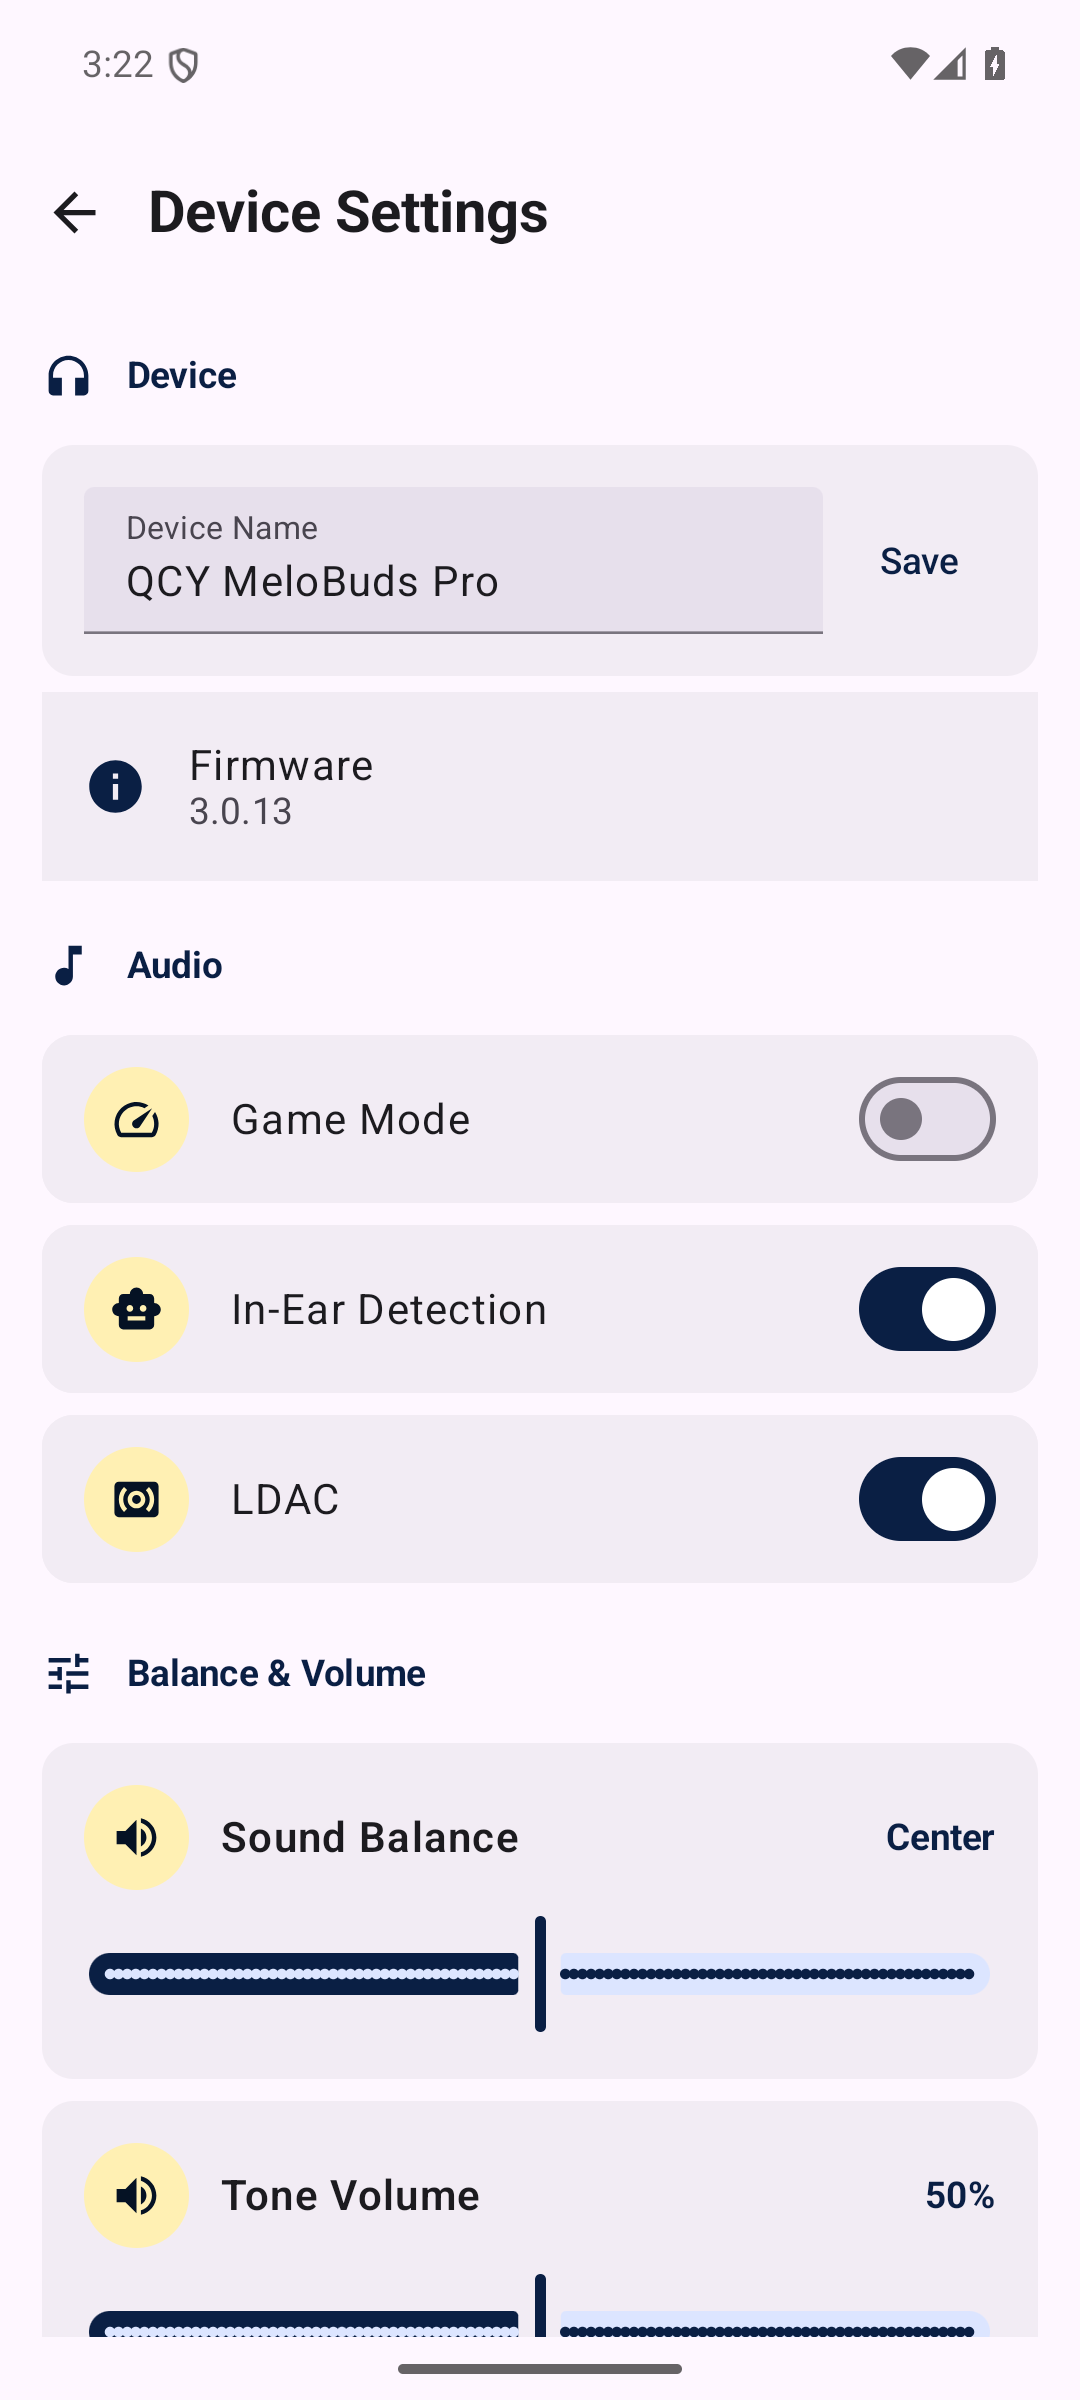 3:22
Device Settings
Device
Device Name
QCY MeloBuds Pro
Save
Firmware
3.0.13
Audio
Game Mode
In-Ear Detection
LDAC
Balance & Volume
Sound Balance
Center
Tone Volume
50%